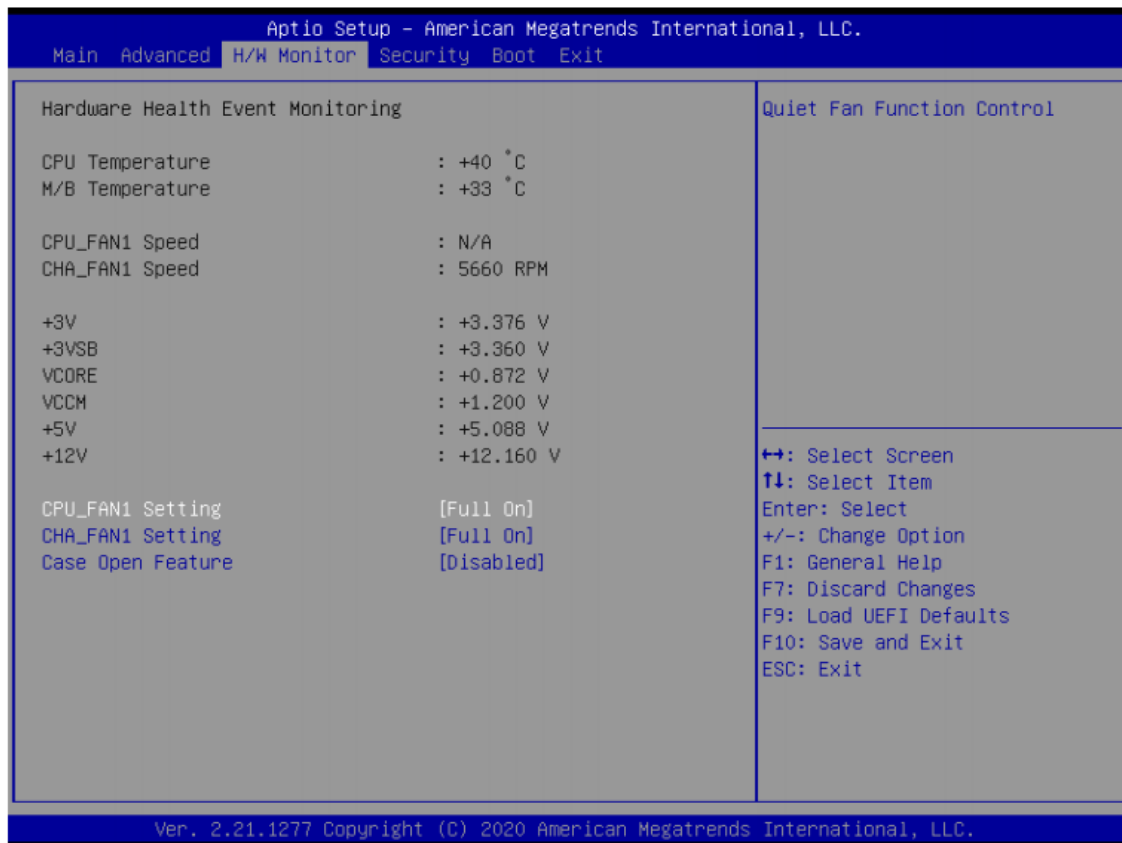 Aptio Setup – American Megatrends International, LLC.
Main Advanced H/W Monitor Security Boot Exit
Hardware Health Event Monitoring
CPU Temperature : +40 °C
M/B Temperature : +33 °C
CPU_FAN1 Speed : N/A
CHA_FAN1 Speed : 5660 RPM
+3V : +3.376 V
+3VSB : +3.360 V
VCORE : +0.872 V
VCCM : +1.200 V
+5V : +5.088 V
+12V : +12.160 V
CPU_FAN1 Setting [Full On]
CHA_FAN1 Setting [Full On]
Case Open Feature [Disabled]
Quiet Fan Function Control
↔: Select Screen
↑↓: Select Item
Enter: Select
+/-: Change Option
F1: General Help
F7: Discard Changes
F9: Load UEFI Defaults
F10: Save and Exit
ESC: Exit
Ver. 2.21.1277 Copyright (C) 2020 American Megatrends International, LLC.